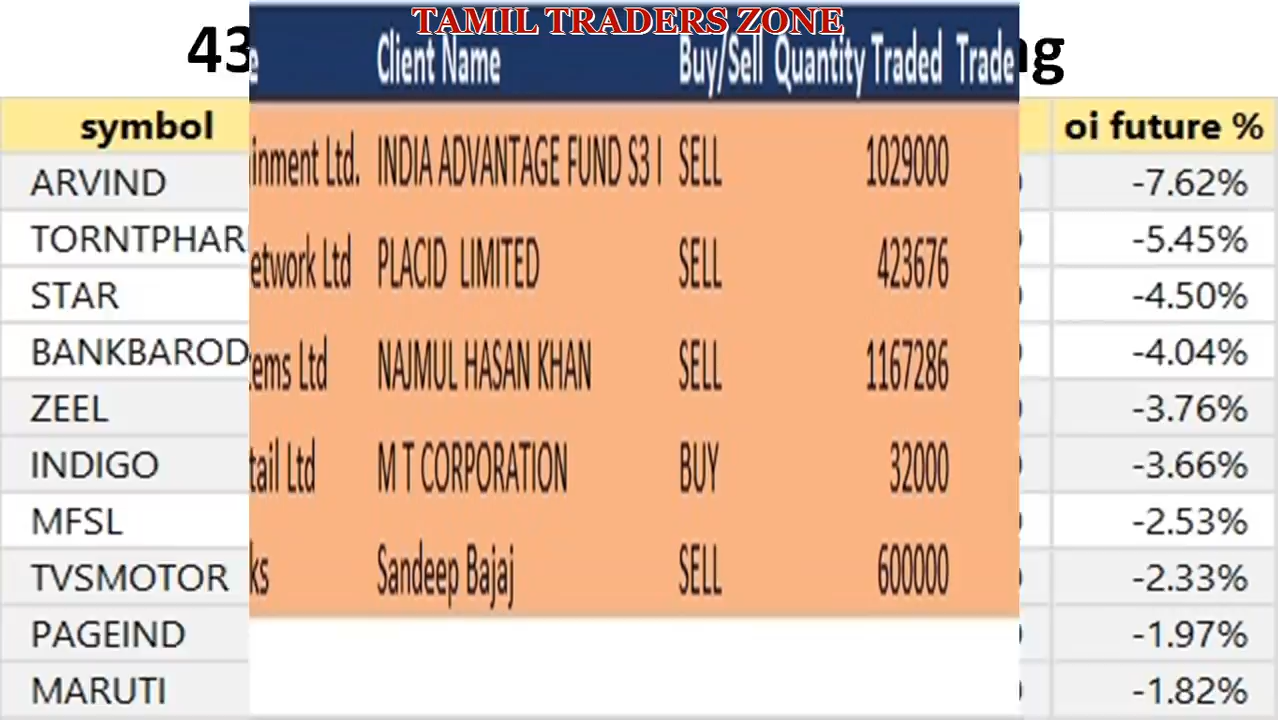 TAMIL TRADERS ZONE
43
Client Name Buy/Sell Quantity Traded Trade
symbol oi future %
ARVIND inment Ltd. INDIA ADVANTAGE FUND S3 I SELL 1029000 -7.62%
TORNTPHAR etwork Ltd PLACID LIMITED SELL 423676 -5.45%
STAR -4.50%
BANKBAROD tems Ltd NAJMUL HASAN KHAN SELL 1167286 -4.04%
ZEEL -3.76%
INDIGO tail Ltd M T CORPORATION BUY 32000 -3.66%
MFSL -2.53%
TVSMOTOR ks Sandeep Bajaj SELL 600000 -2.33%
PAGEIND -1.97%
MARUTI -1.82%